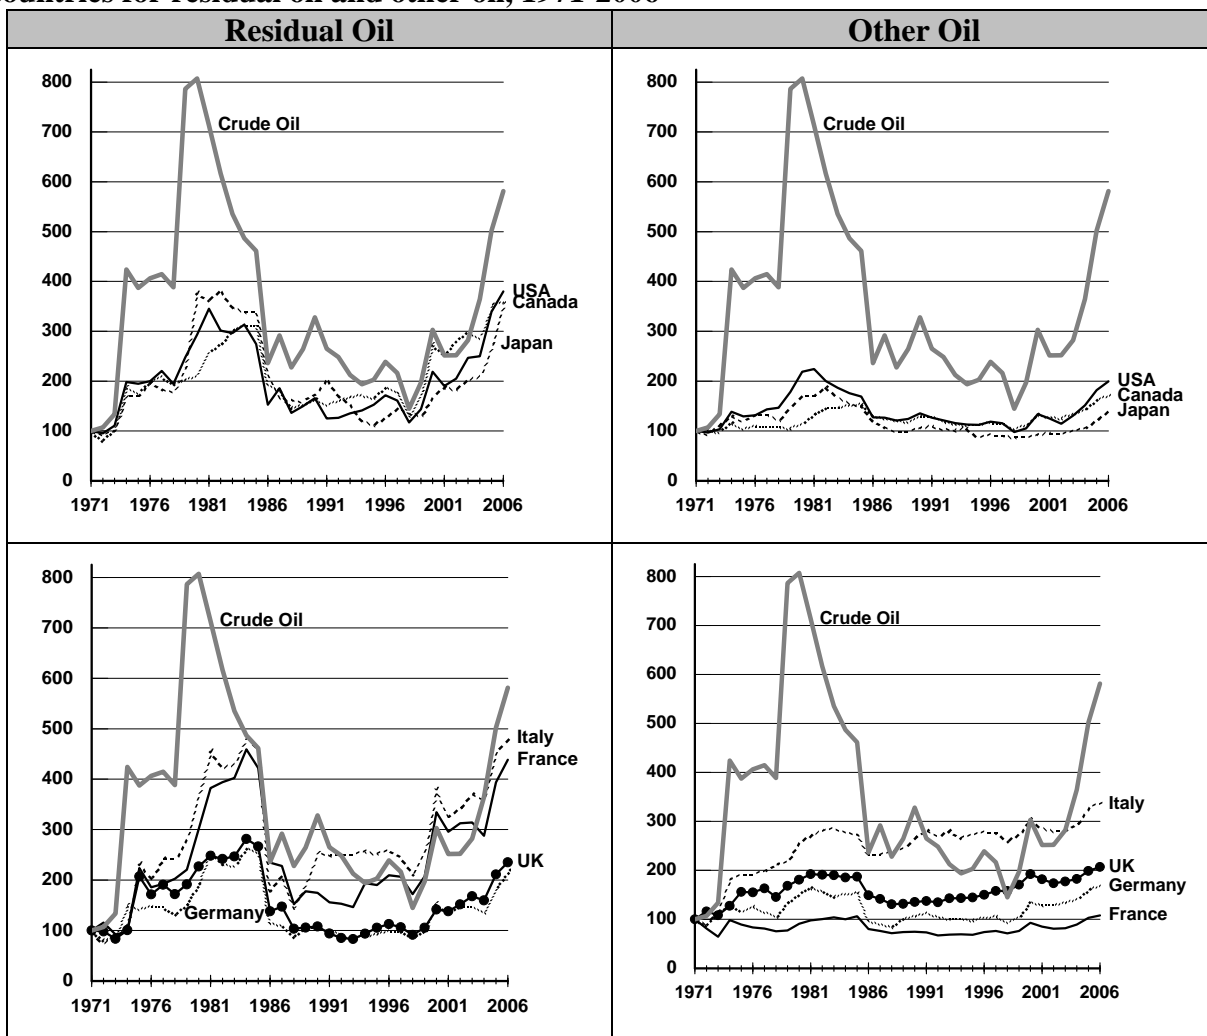 ountries for residual oil and other oil, 1971-2006
Residual Oil
Other Oil
800
700
600
500
400
300
200
100
0
Crude Oil
USA
Canada
Japan
1971 1976 1981 1986 1991 1996 2001 2006
800
700
600
500
400
300
200
100
0
Crude Oil
USA
Canada
Japan
1971 1976 1981 1986 1991 1996 2001 2006
800
700
600
500
400
300
200
100
0
Crude Oil
Italy
France
UK
Germany
1971 1976 1981 1986 1991 1996 2001 2006
800
700
600
500
400
300
200
100
0
Crude Oil
Italy
UK
Germany
France
1971 1976 1981 1986 1991 1996 2001 2006